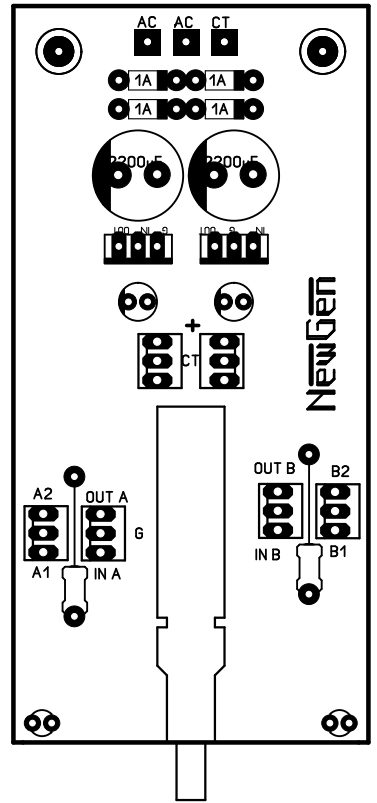 AC AC CT
1A 1A
1A 1A
2200uF 2200uF
OUT IN G OUT G IN
+
CT
NewGen
OUT B B2
A2 OUT A
G
IN B B1
A1 IN A